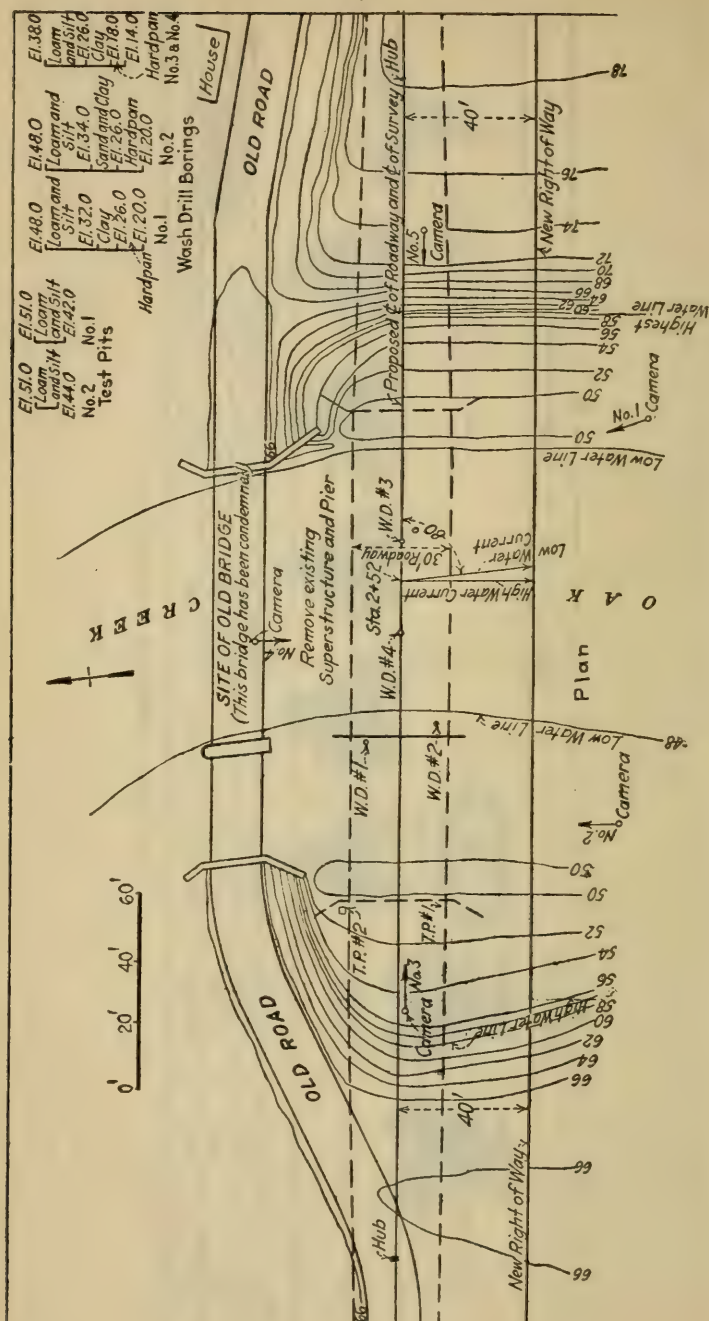 El.51.0 El.51.0
Loam Loam
and Silt and Silt
El.44.0 El.42.0
No.2 No.1
Test Pits
El.48.0 El.48.0 El.38.0
Loam and Loam and Loam
Silt Silt and Silt
El.32.0 El.34.0 El.26.0
Clay Sand and Clay Clay
El.26.0 El.26.0 El.18.0
Hardpan El.20.0 Hardpan El.14.0
El.20.0 Hardpan
No.1 No.2 No.3 & No.4
Wash Drill Borings
House
0' 20' 40' 60'
CREEK
OLD ROAD
OLD ROAD
SITE OF OLD BRIDGE
(This bridge has been condemned)
66
Camera
No.4
Remove existing
Superstructure and Pier
66
T.P.#2
W.D.#1
30' Roadway
Hub
W.D.#4
Sta. 2+52
W.D.#3
Proposed ℄ of Roadway and ℄ of Survey
Hub
80°
No.3
Camera
T.P.#1
W.D.#2
No.5
Camera
40'
40'
High Water Current
Low Water
Current
High Water Line
Low Water Line
New Right of Way
New Right of Way
66
66
66
64
62
60
58
56
54
52
50
50
No.2
Camera
48
Plan
OAK
Low Water Line
50
No.1
Camera
50
52
54
56
58
60
62
64
66
68
70
72
74
76
78
Highest
Water Line